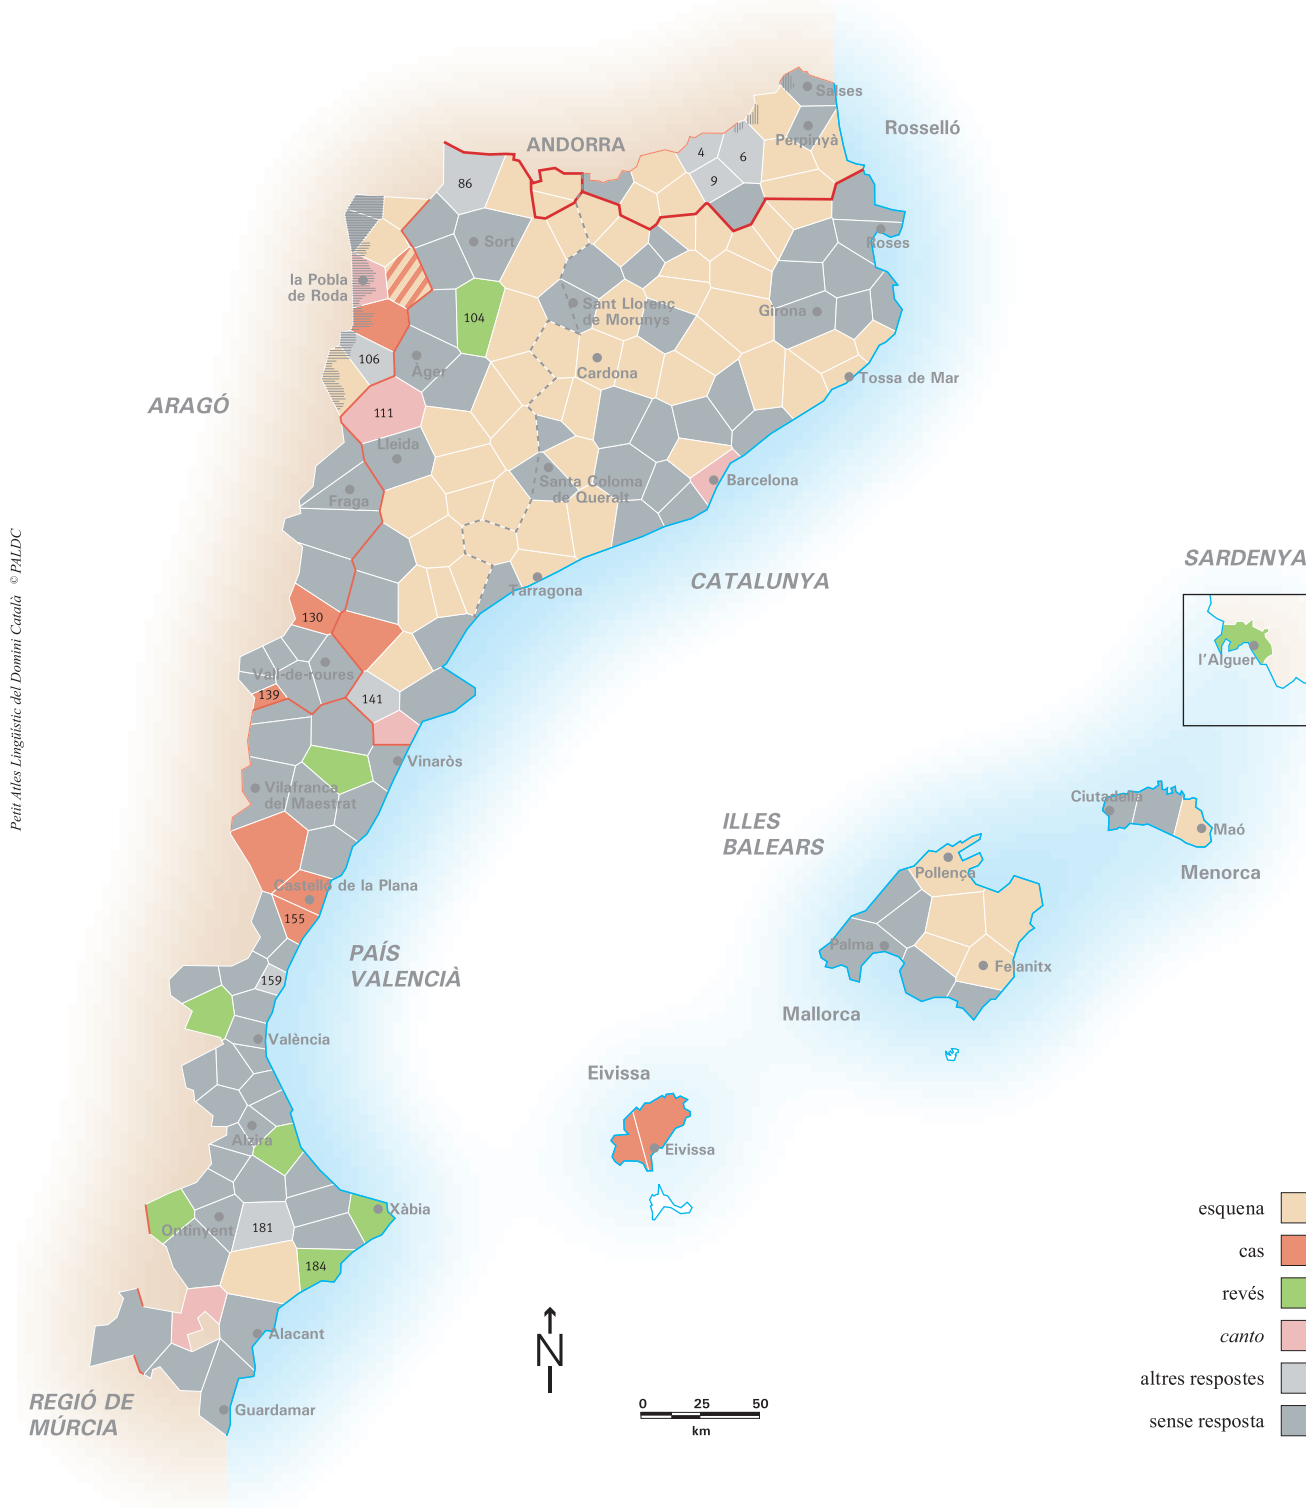 Salses
Rosselló
Perpinyà
ANDORRA
4
6
9
86
Roses
Sort
la Pobla
de Roda
Sant Llorenç
de Morunys
Girona
104
106
Àger
Cardona
Tossa de Mar
ARAGÓ
111
Lleida
Santa Coloma
de Queralt
Barcelona
Fraga
SARDENYA
CATALUNYA
Tarragona
130
l'Alguer
Vall-de-roures
139
141
Vinaròs
Vilafranca
del Maestrat
Ciutadella
Maó
ILLES
BALEARS
Menorca
Pollença
Castelló de la Plana
155
Palma
Felanitx
PAÍS
VALENCIÀ
159
Mallorca
València
Eivissa
Alzira
Eivissa
Xàbia
Ontinyent
181
184
Alacant
REGIÓ DE
MÚRCIA
Guardamar
N
0 25 50
km
esquena
cas
revés
canto
altres respostes
sense resposta
Petit Atles Lingüístic del Domini Català © PALDC